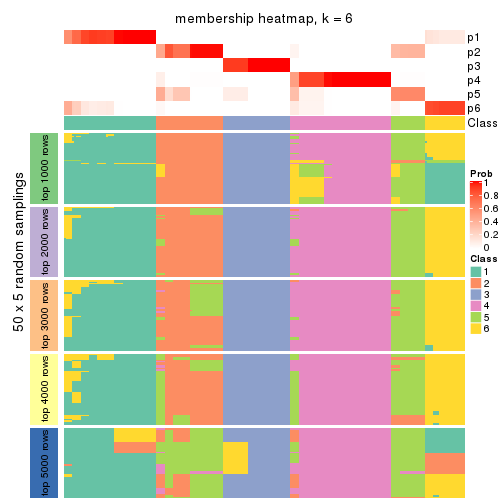 membership heatmap, k = 6
p1
p2
p3
p4
p5
p6
Class
50 x 5 random samplings
top 1000 rows
top 2000 rows
top 3000 rows
top 4000 rows
top 5000 rows
Prob
1
0.8
0.6
0.4
0.2
0
Class
1
2
3
4
5
6